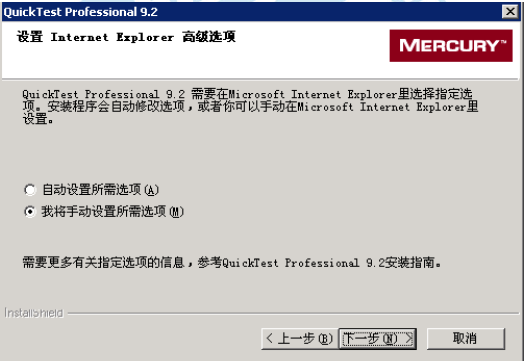 QuickTest Professional 9.2
设置 Internet Explorer 高级选项
MERCURY™
QuickTest Professional 9.2 需要在Microsoft Internet Explorer里选择指定选
项。安装程序会自动修改选项，或者你可以手动在Microsoft Internet Explorer里
设置。
自动设置所需选项(A)
我将手动设置所需选项(M)
需要更多有关指定选项的信息，参考QuickTest Professional 9.2安装指南。
InstallShield
< 上一步(B) 下一步(N) > 取消